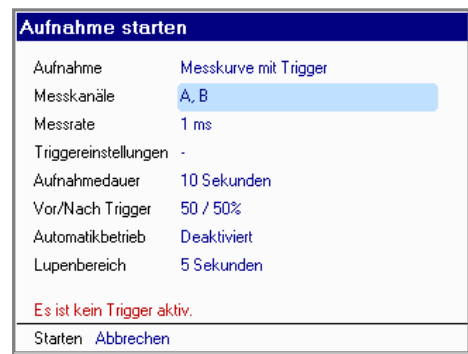 Aufnahme starten
Aufnahme Messkurve mit Trigger
Messkanäle A, B
Messrate 1 ms
Triggereinstellungen -
Aufnahmedauer 10 Sekunden
Vor/Nach Trigger 50 / 50%
Automatikbetrieb Deaktiviert
Lupenbereich 5 Sekunden
Es ist kein Trigger aktiv.
Starten Abbrechen